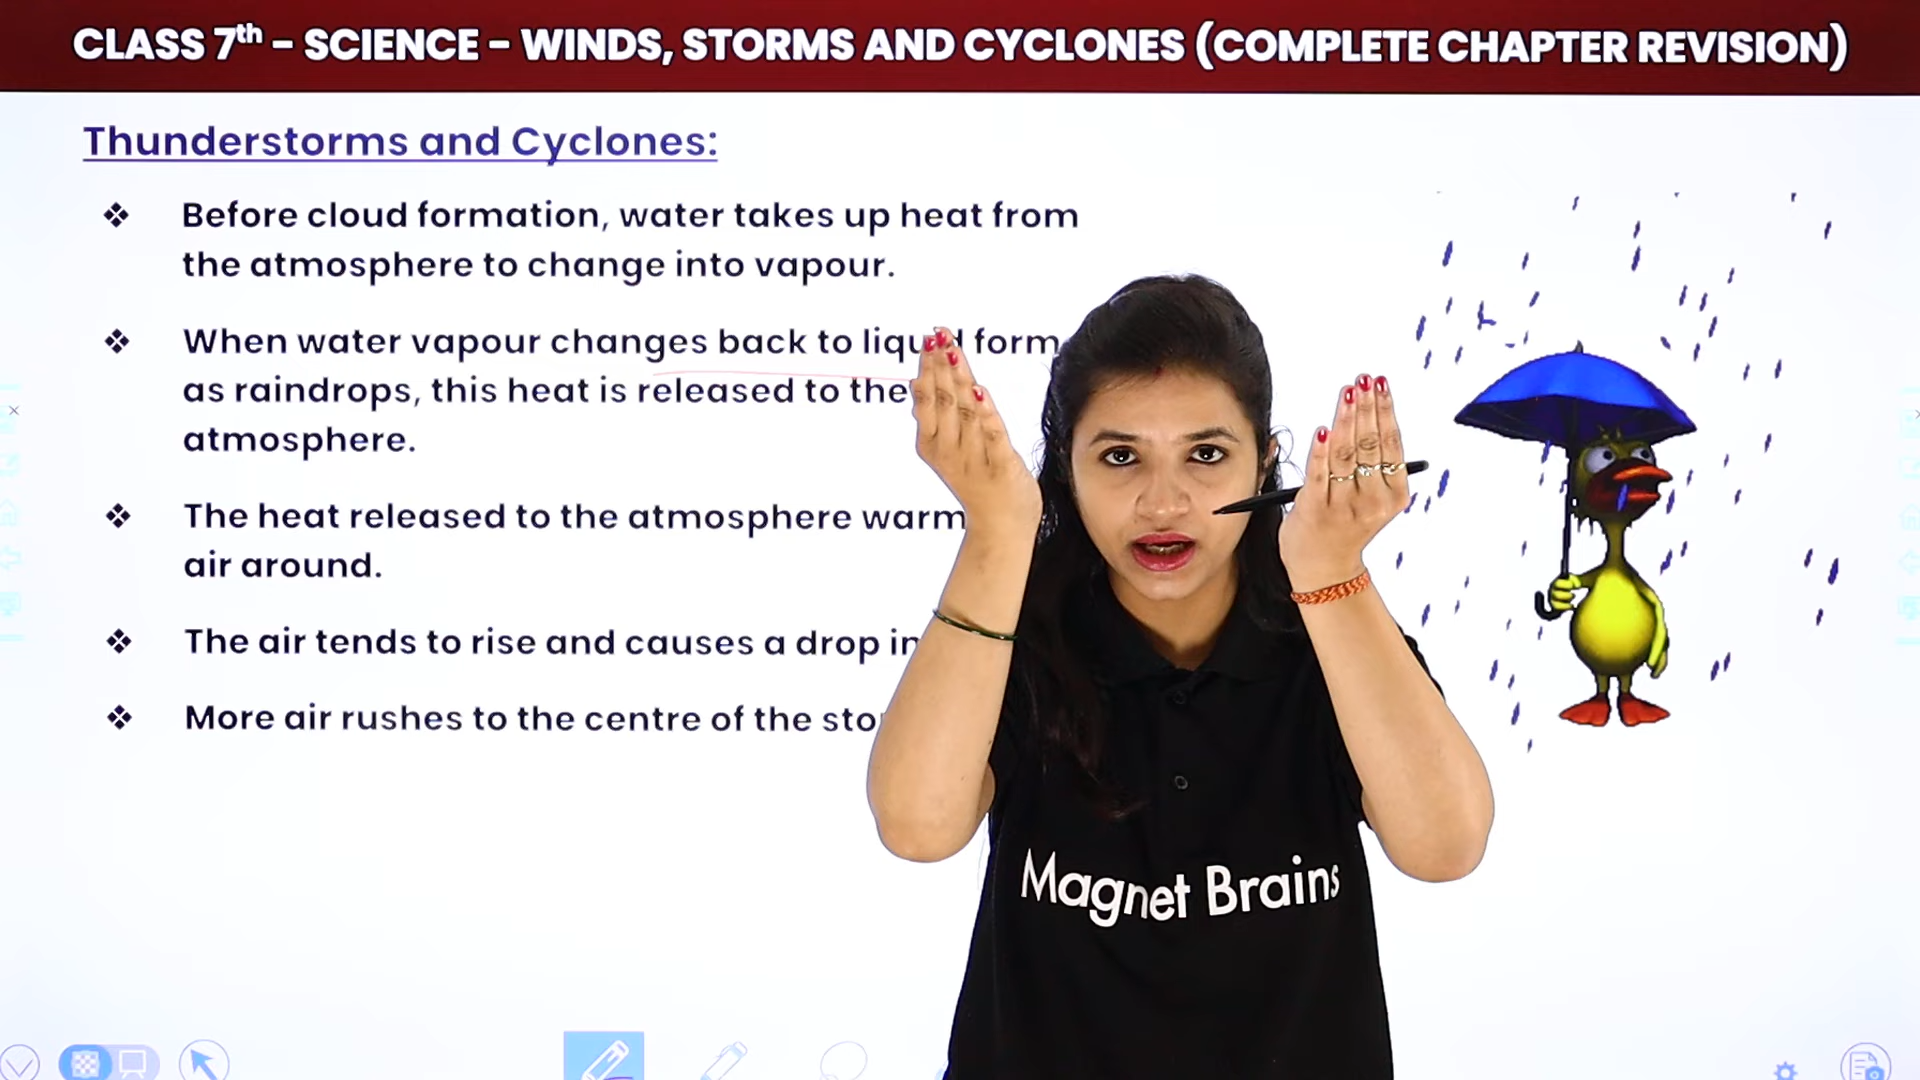 CLASS 7th - SCIENCE - WINDS, STORMS AND CYCLONES (COMPLETE CHAPTER REVISION)
Thunderstorms and Cyclones:
❖ Before cloud formation, water takes up heat from
the atmosphere to change into vapour.
❖ When water vapour changes back to liquid form
as raindrops, this heat is released to the
atmosphere.
❖ The heat released to the atmosphere warm
air around.
❖ The air tends to rise and causes a drop in
❖ More air rushes to the centre of the
Magnet Brains